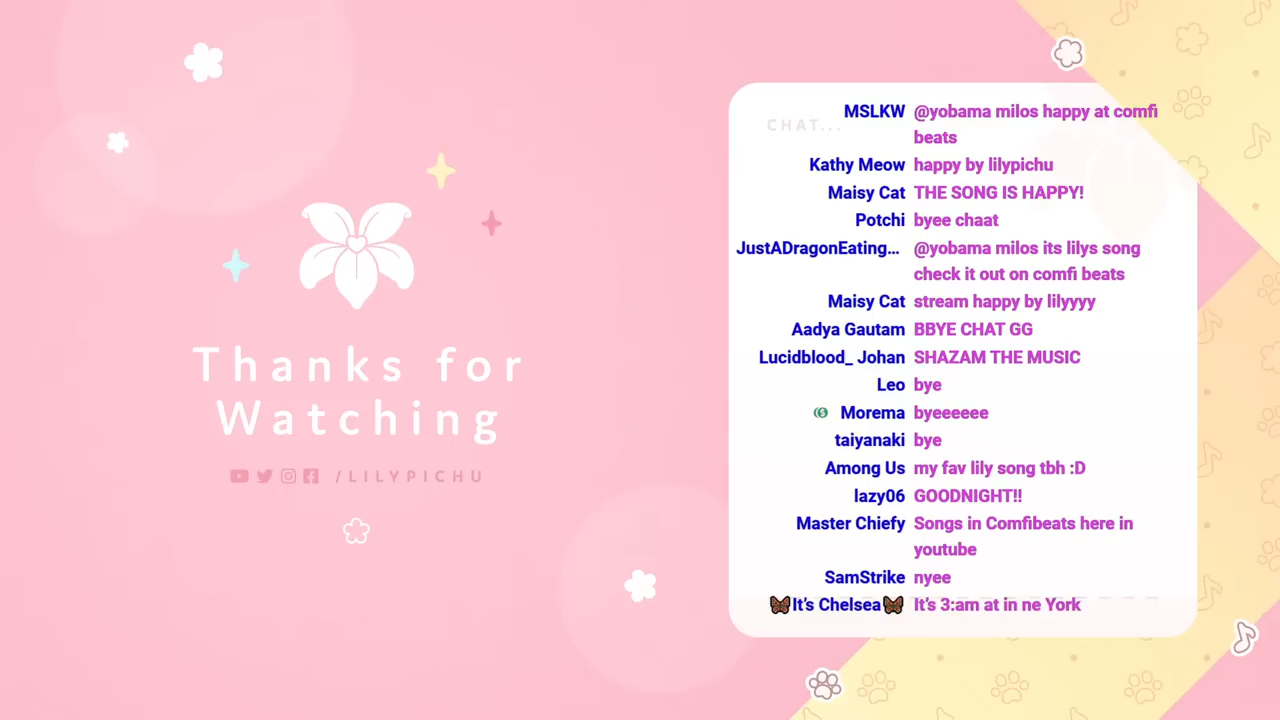 Thanks for
Watching
/LILYPICHU
CHAT...
MSLKW @yobama milos happy at comfi
beats
Kathy Meow happy by lilypichu
Maisy Cat THE SONG IS HAPPY!
Potchi byee chaat
JustADragonEating... @yobama milos its lilys song
check it out on comfi beats
Maisy Cat stream happy by lilyyyy
Aadya Gautam BBYE CHAT GG
Lucidblood_ Johan SHAZAM THE MUSIC
Leo bye
Morema byeeeeee
taiyanaki bye
Among Us my fav lily song tbh :D
lazy06 GOODNIGHT!!
Master Chiefy Songs in Comfibeats here in
youtube
SamStrike nyee
🦋It's Chelsea🦋 It's 3:am at in ne York